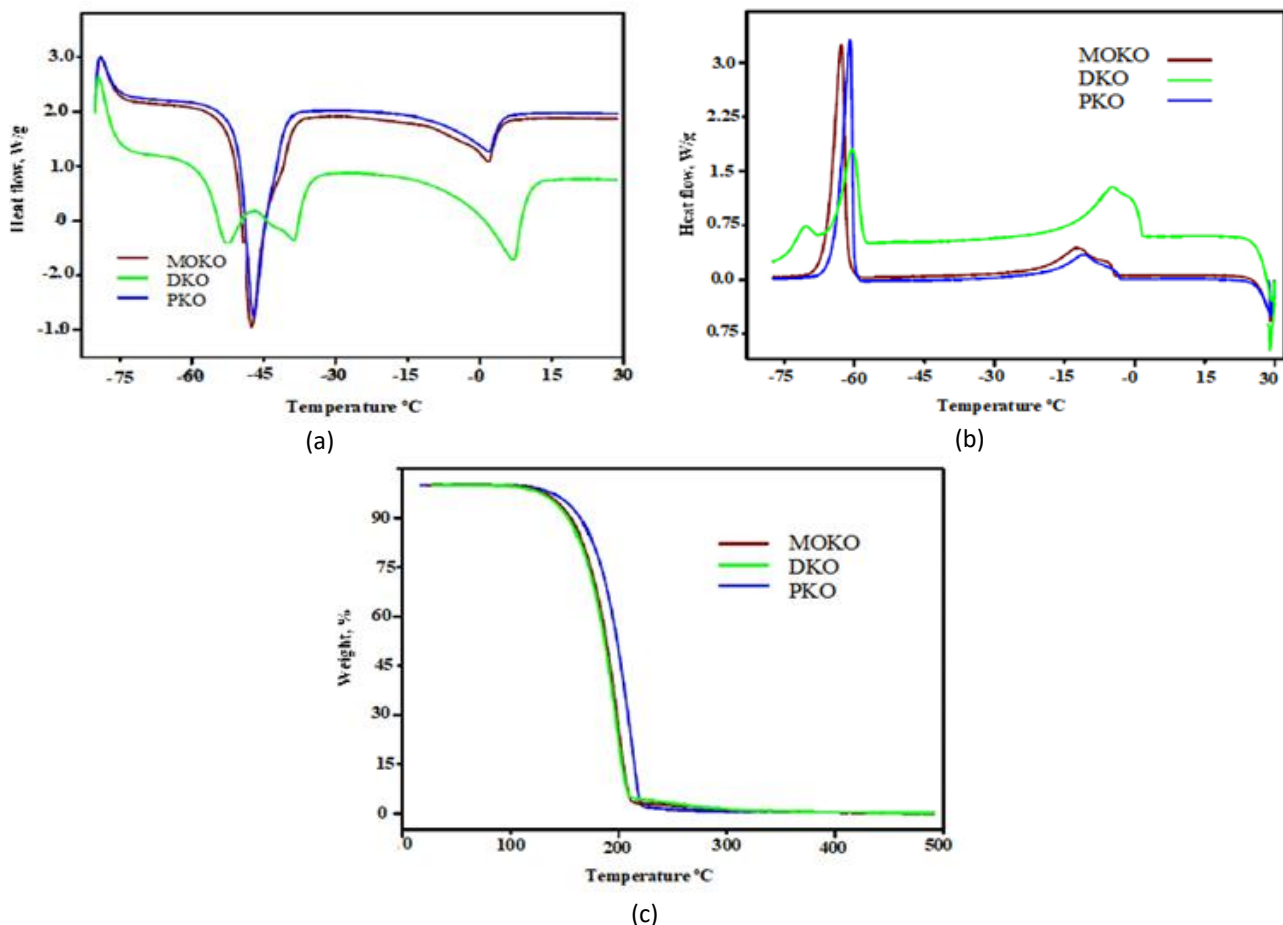 3.0
2.0
1.0
-0
-2.0
-1.0
Heat flow, W/g
MOKO
DKO
PKO
-75
-60
-45
-30
-15
-0
15
30
Temperature °C
(a)
3.0
2.25
1.5
0.75
0.0
0.75
Heat flow, W/g
MOKO
DKO
PKO
-75
-60
-45
-30
-15
-0
15
30
Temperature °C
(b)
90
75
60
45
30
15
0
Weight, %
MOKO
DKO
PKO
0
100
200
300
400
500
Temperature °C
(c)